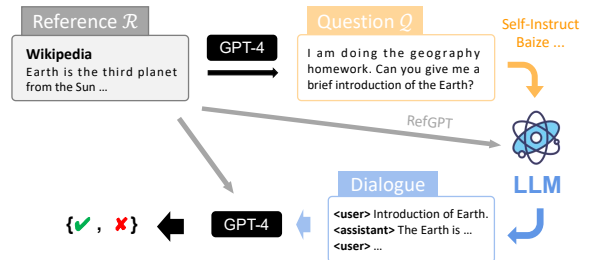 Reference R
Wikipedia
Earth is the third planet
from the Sun ...
GPT-4
Question Q
I am doing the geography
homework. Can you give me a
brief introduction of the Earth?
Self-Instruct
Baize ...
RefGPT
LLM
Dialogue
<user> Introduction of Earth.
<assistant> The Earth is ...
<user> ...
GPT-4
{✔ , ✘}